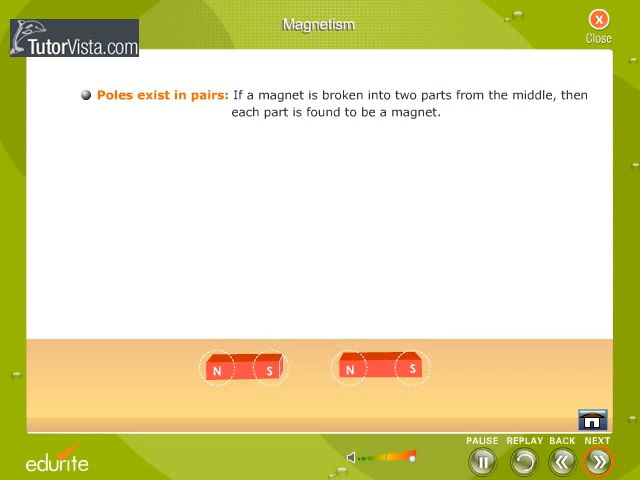 Magnetism
TutorVista.com
X
Close
Poles exist in pairs: If a magnet is broken into two parts from the middle, then
each part is found to be a magnet.
N S N S
PAUSE REPLAY BACK NEXT
edurite